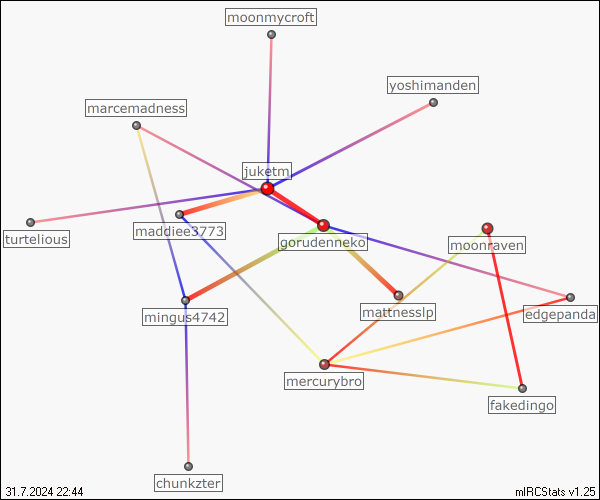 moonmycroft
yoshimanden
marcemadness
juketm
maddiee3773
turtelious
gorudenneko
moonraven
mingus4742
mattnesslp
edgepanda
mercurybro
fakedingo
chunkzter
31.7.2024 22:44
mIRCStats v1.25